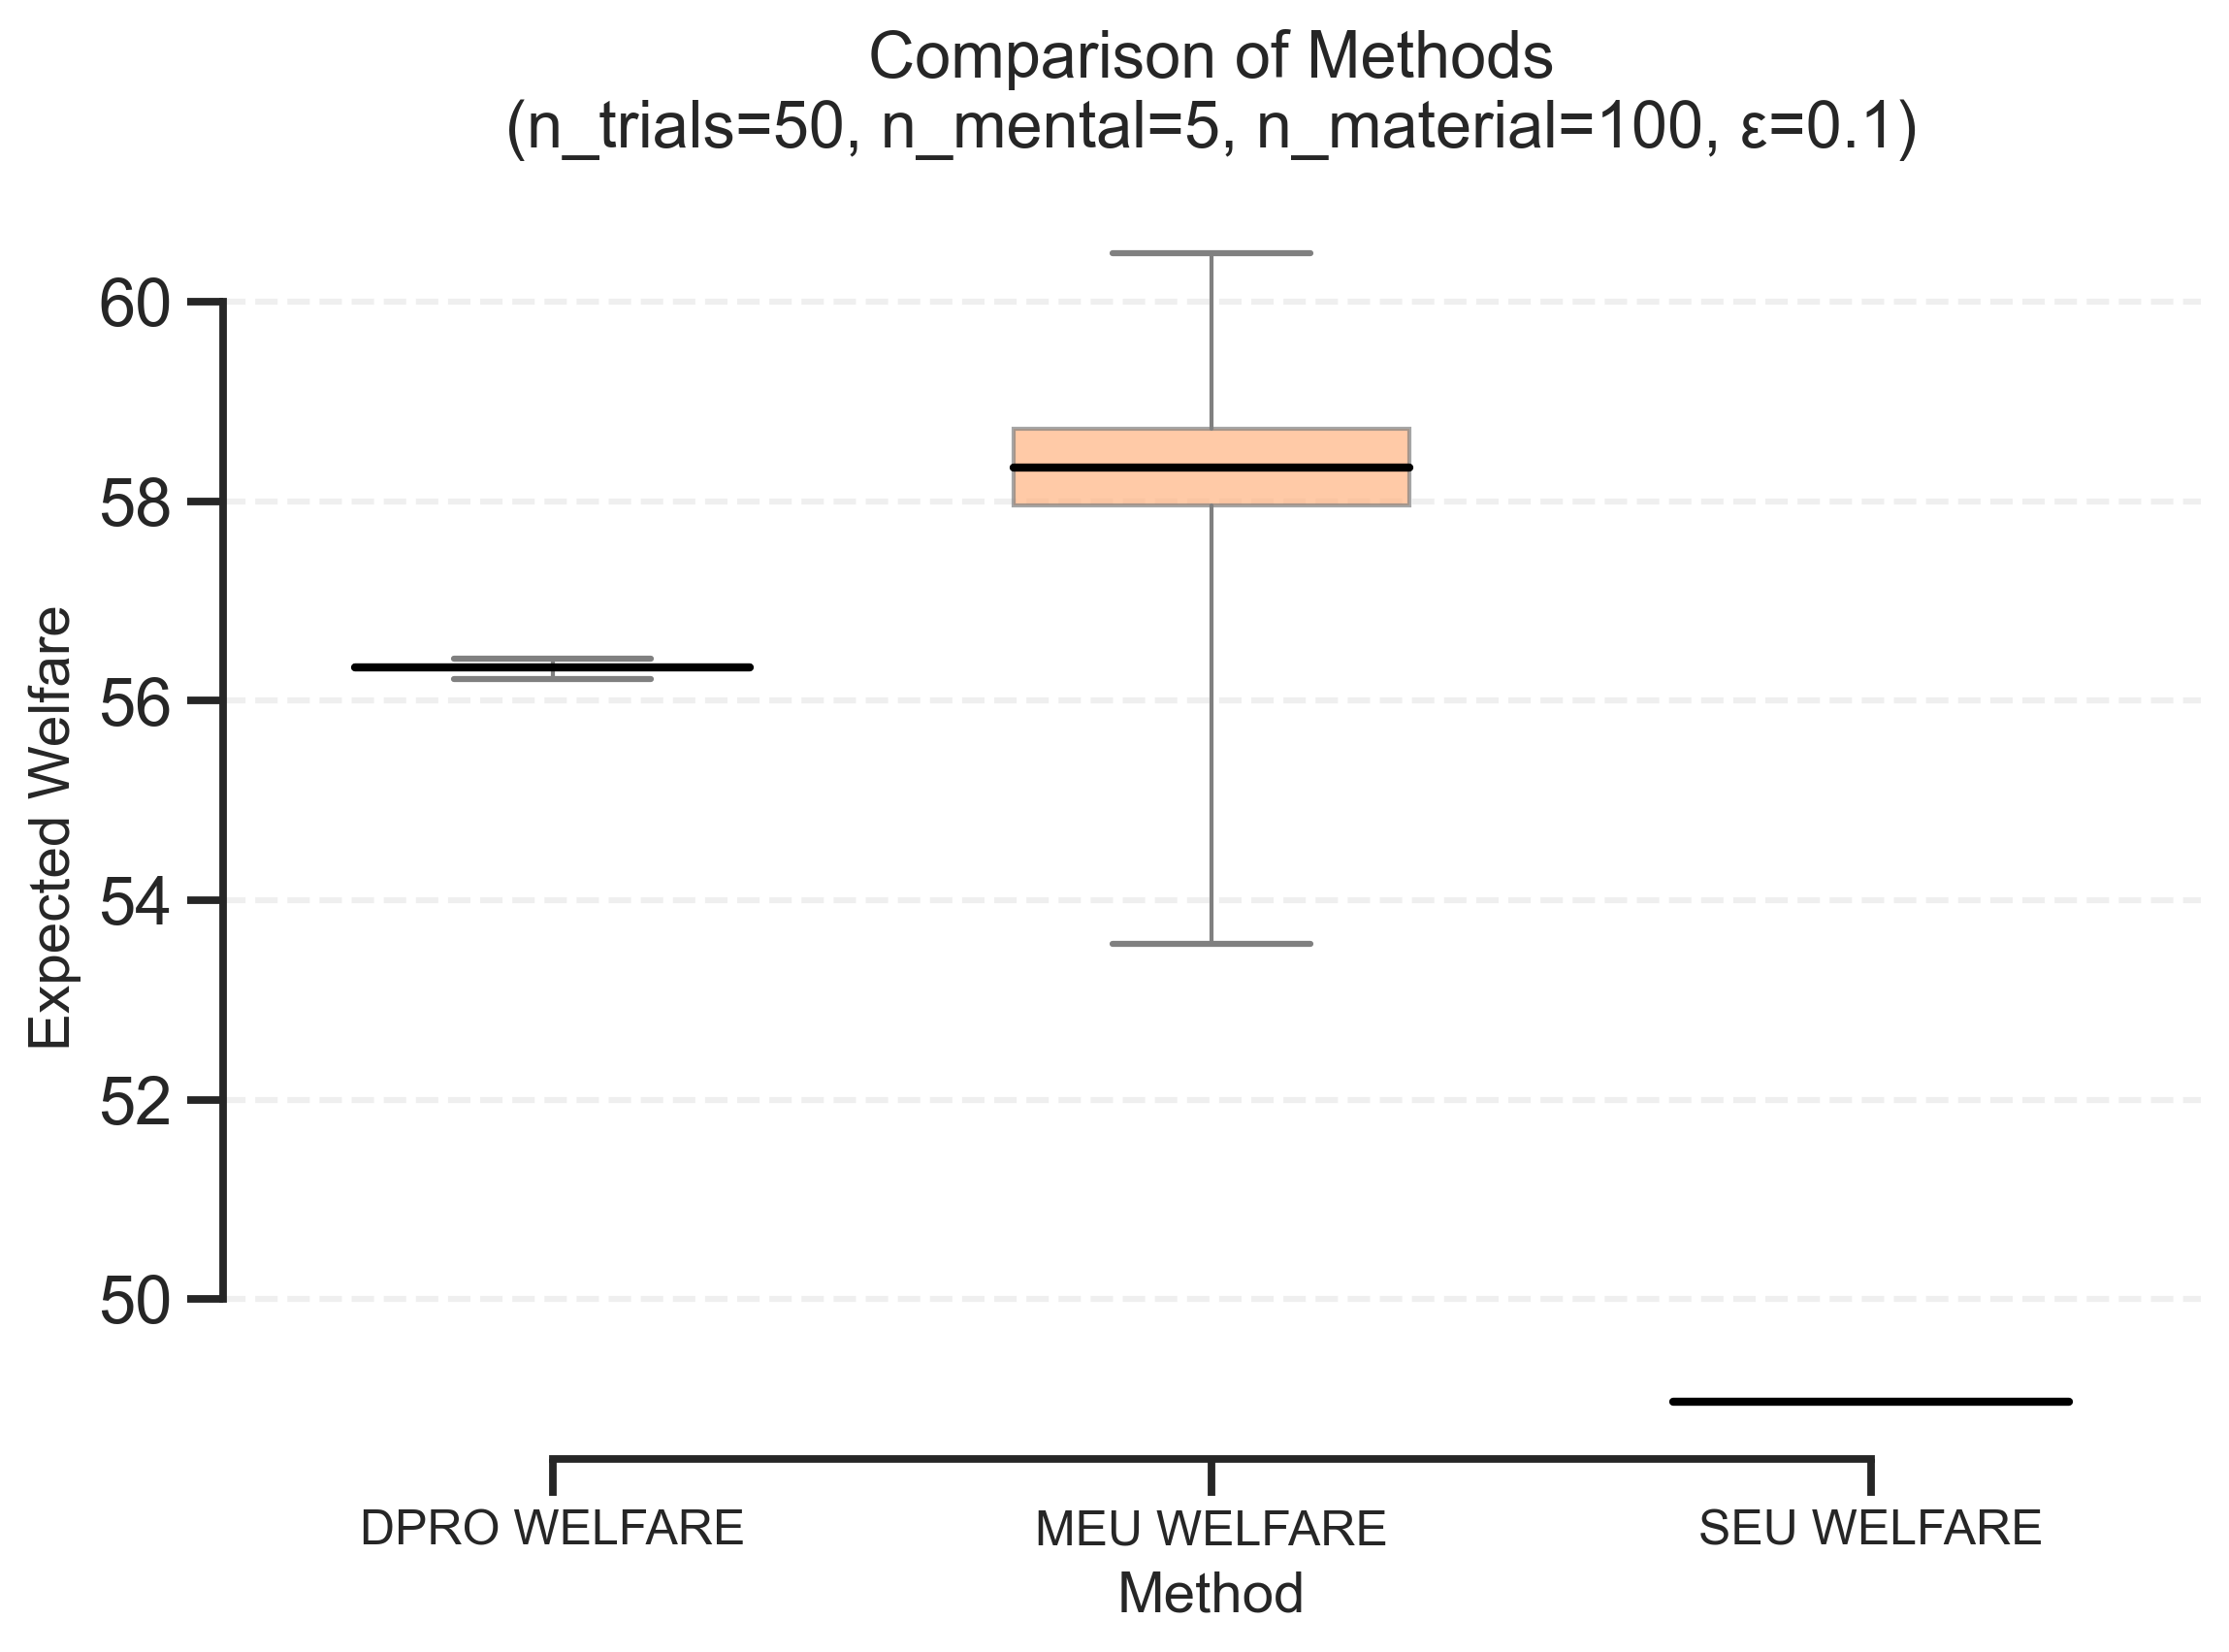 Comparison of Methods
(n_trials=50, n_mental=5, n_material=100, ε=0.1)
Expected Welfare
60
58
56
54
52
50
DPRO WELFARE
MEU WELFARE
SEU WELFARE
Method